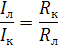 Iл/Iк = Rк/Rл